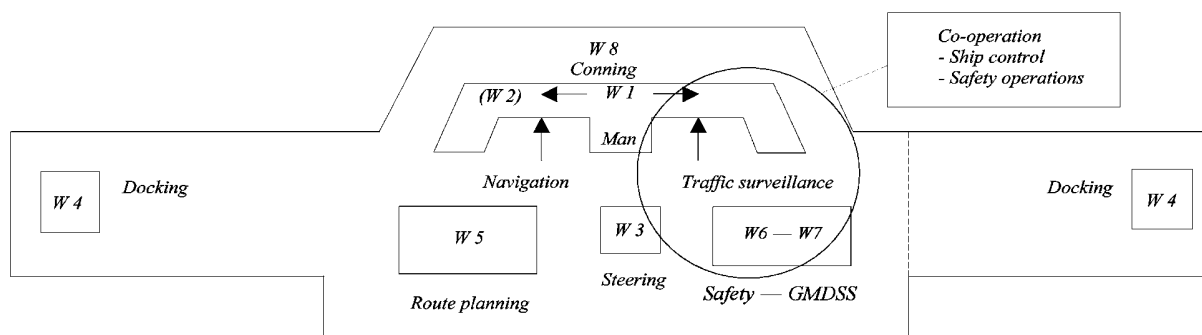 Co-operation
- Ship control
- Safety operations
W 8
Conning
(W 2)
W 1
Man
Navigation
Traffic surveillance
Docking
W 4
Docking
W 4
W 5
W 3
W6 — W7
Steering
Route planning
Safety — GMDSS